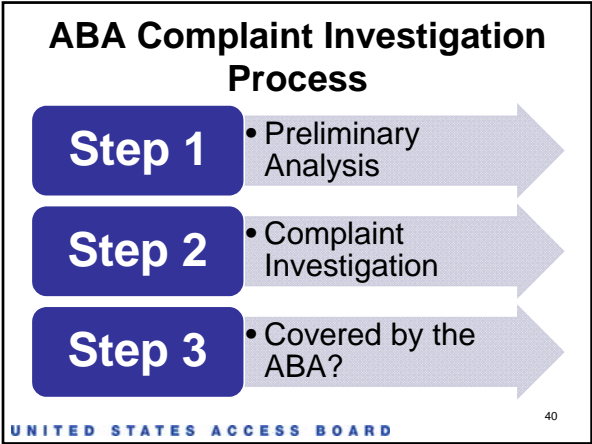 ABA Complaint Investigation
Process
Step 1
• Preliminary
Analysis
Step 2
• Complaint
Investigation
Step 3
• Covered by the
ABA?
40
UNITED STATES ACCESS BOARD